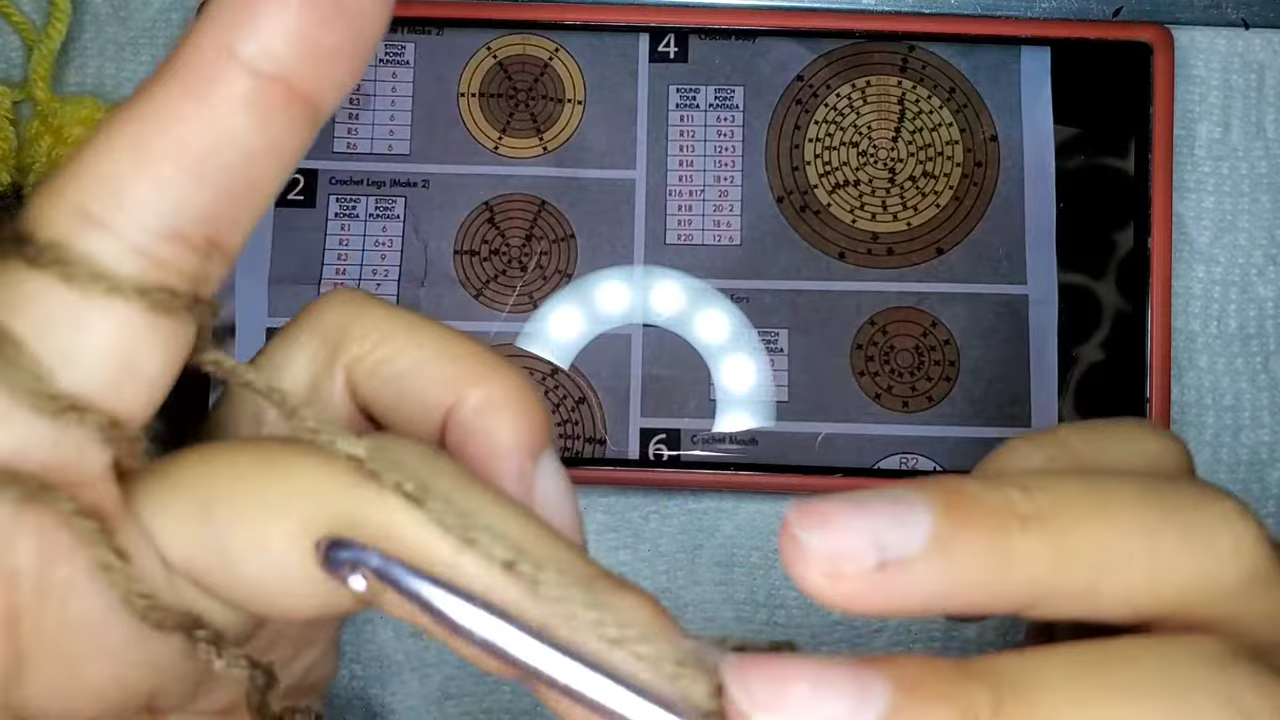 (Make 2)
STITCH
POINT
PUNTADA
6
6
R3 6
R4 6
R5 6
R6 6
2 Crochet Legs (Make 2)
ROUND TOUR RONDA STITCH POINT PUNTADA
R1 6
R2 6+3
R3 9
R4 9-2
7
4 Crochet Body
ROUND TOUR RONDA STITCH POINT PUNTADA
R11 6+3
R12 9+3
R13 12+3
R14 15+3
R15 18+2
R16-R17 20
R18 20-2
R19 18-6
R20 12-6
Ears
6 Crochet Mouth
R2